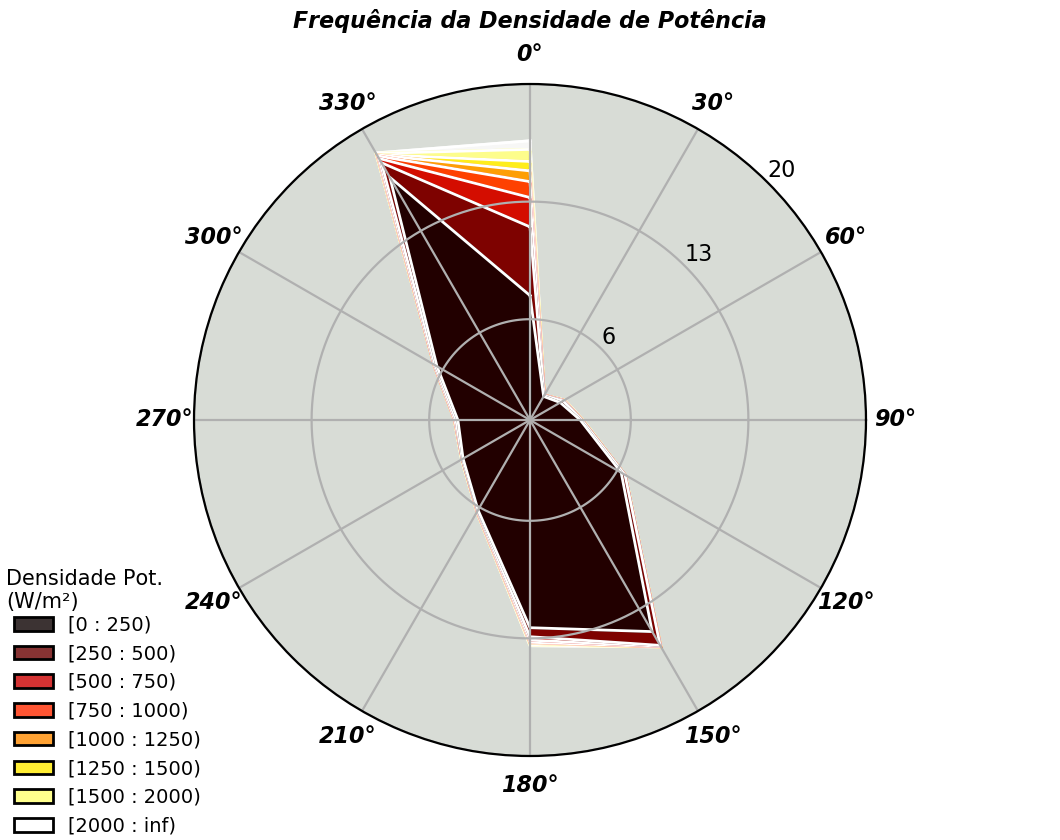 Frequência da Densidade de Potência
0°
330°
30°
20
300°
60°
13
6
270°
90°
Densidade Pot.
(W/m²)
240°
120°
[0 : 250)
[250 : 500)
[500 : 750)
[750 : 1000)
210°
150°
[1000 : 1250)
[1250 : 1500)
180°
[1500 : 2000)
[2000 : inf)